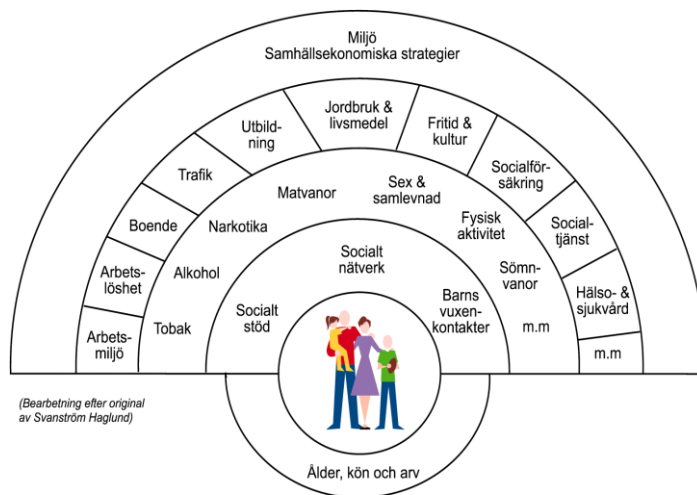 Miljö
Samhällsekonomiska strategier
Jordbruk &
livsmedel
Fritid &
kultur
Utbild-
ning
Socialför-
säkring
Trafik
Social-
tjänst
Boende
Hälso- &
sjukvård
Arbets-
löshet
m.m
Arbets-
miljö
Matvanor
Sex &
samlevnad
Narkotika
Fysisk
aktivitet
Alkohol
Sömn-
vanor
Tobak
m.m
Socialt
nätverk
Socialt
stöd
Barns
vuxen-
kontakter
Ålder, kön och arv
(Bearbetning efter original
av Svanström Haglund)